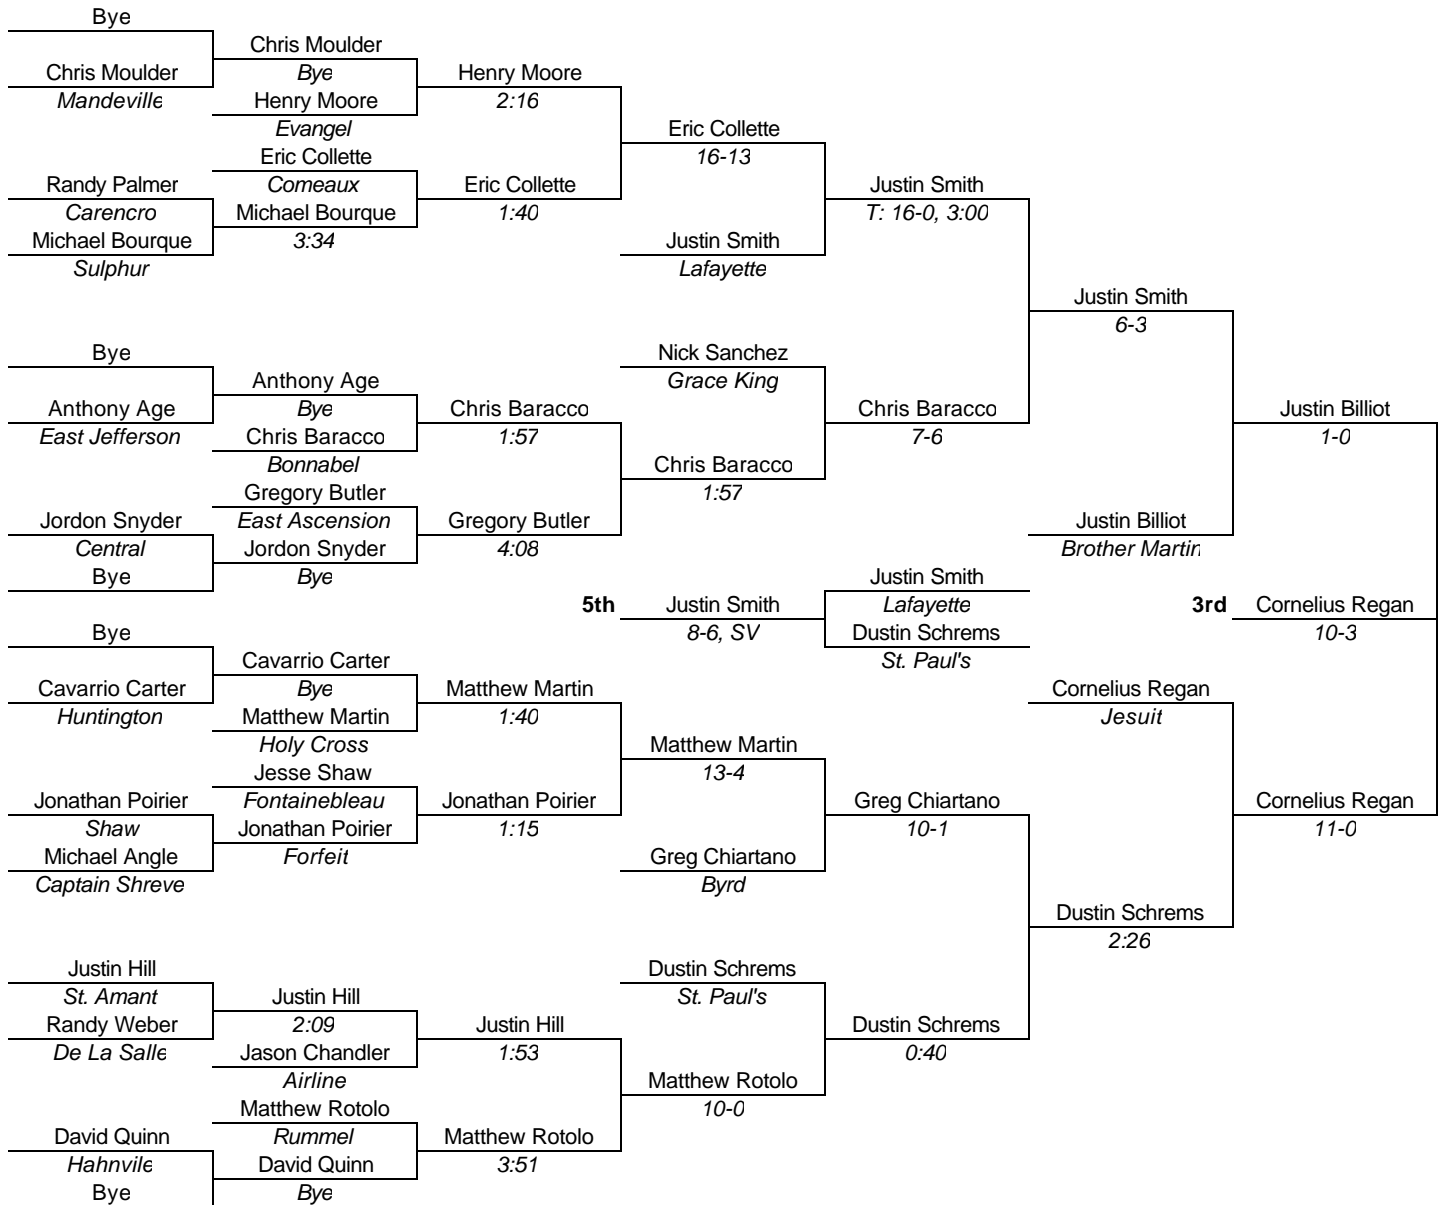 Bye
Chris Moulder
Chris Moulder
Bye
Henry Moore
Mandeville
Henry Moore
2:16
Evangel
Eric Collette
Eric Collette
16-13
Randy Palmer
Comeaux
Eric Collette
Justin Smith
Carencro
Michael Bourque
1:40
T: 16-0, 3:00
Michael Bourque
3:34
Justin Smith
Sulphur
Lafayette
Justin Smith
6-3
Bye
Nick Sanchez
Anthony Age
Grace King
Anthony Age
Bye
Chris Baracco
Chris Baracco
Justin Billiot
East Jefferson
Chris Baracco
1:57
7-6
1-0
Bonnabel
Chris Baracco
Gregory Butler
1:57
Jordon Snyder
East Ascension
Gregory Butler
Justin Billiot
Central
Jordon Snyder
4:08
Brother Martin
Bye
Bye
Justin Smith
5th
Justin Smith
Lafayette
3rd
Cornelius Regan
Bye
8-6, SV
Dustin Schrems
10-3
Cavarrio Carter
St. Paul's
Cavarrio Carter
Bye
Matthew Martin
Cornelius Regan
Huntington
Matthew Martin
1:40
Jesuit
Holy Cross
Matthew Martin
Jesse Shaw
13-4
Jonathan Poirier
Fontainebleau
Jonathan Poirier
Greg Chiartano
Cornelius Regan
Shaw
Jonathan Poirier
1:15
10-1
11-0
Michael Angle
Forfeit
Greg Chiartano
Captain Shreve
Byrd
Dustin Schrems
2:26
Justin Hill
Dustin Schrems
St. Amant
Justin Hill
St. Paul's
Randy Weber
2:09
Justin Hill
Dustin Schrems
De La Salle
Jason Chandler
1:53
0:40
Airline
Matthew Rotolo
Matthew Rotolo
10-0
David Quinn
Rummel
Matthew Rotolo
Hahnvile
David Quinn
3:51
Bye
Bye